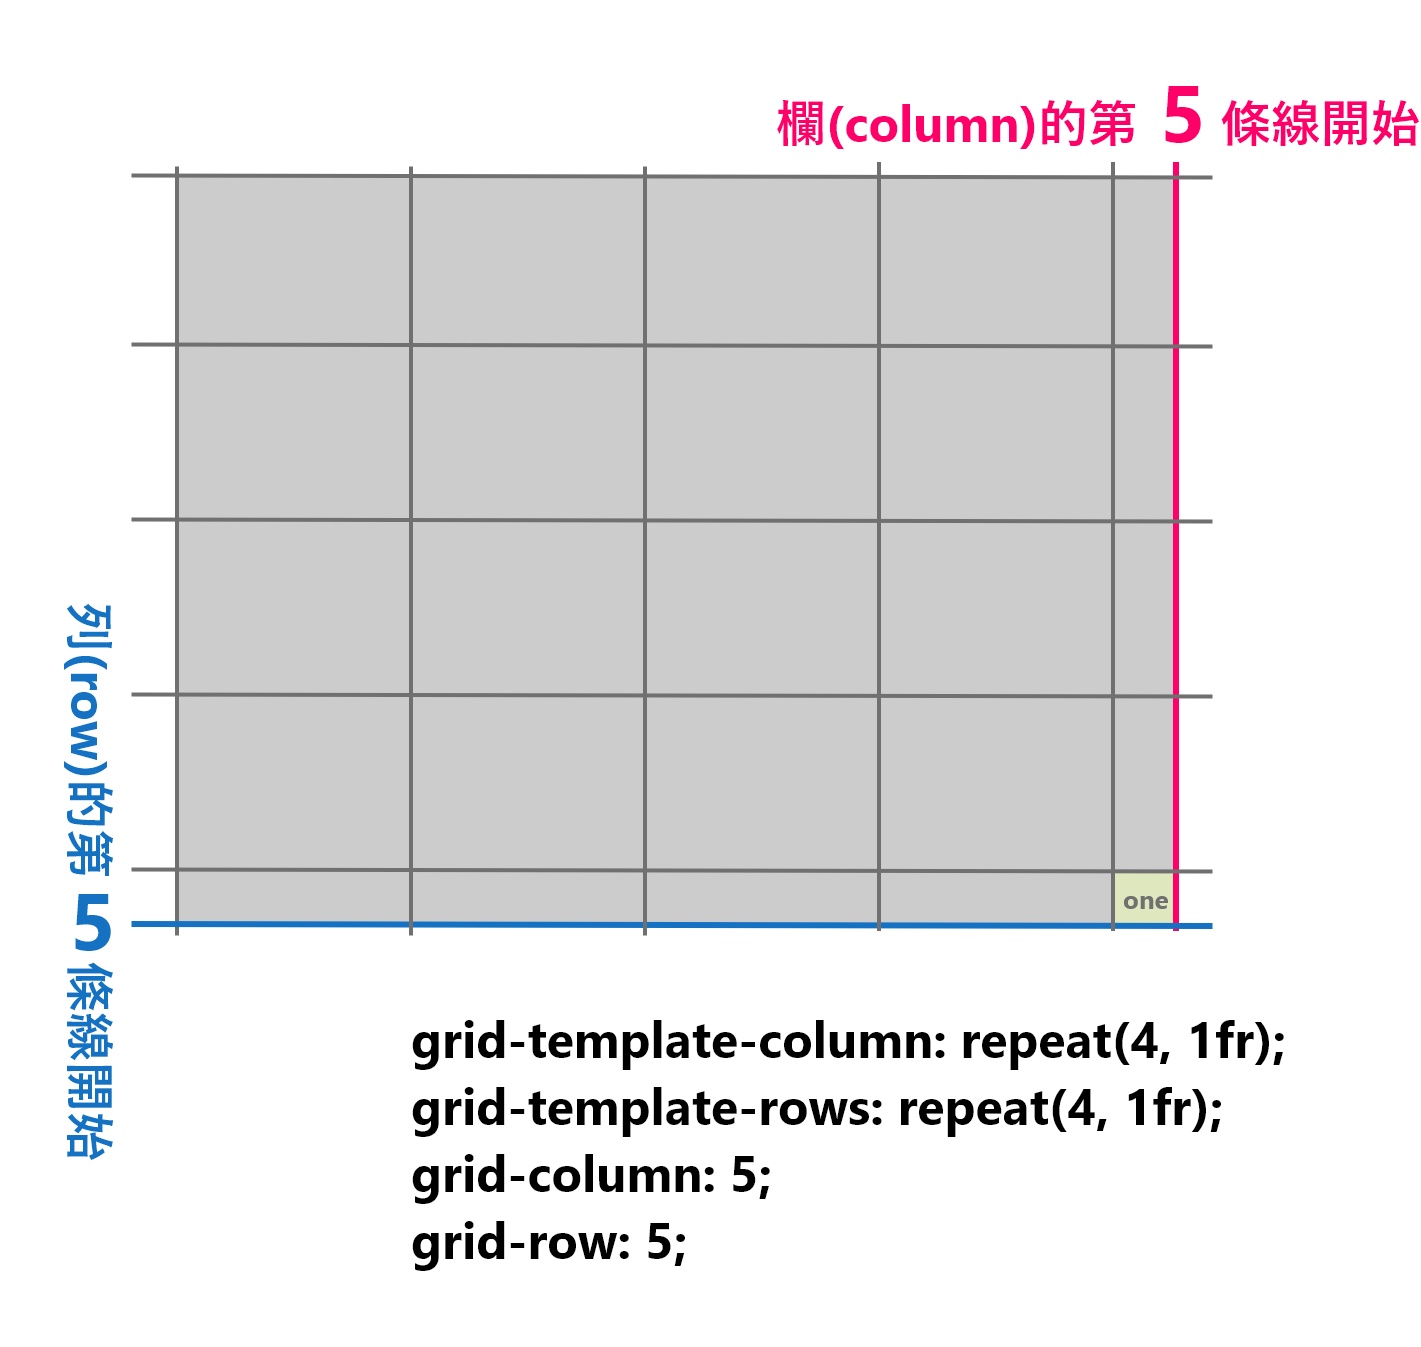 欄(column)的第 5 條線開始
列(row)的第 5 條線開始
one
grid-template-column: repeat(4, 1fr);
grid-template-rows: repeat(4, 1fr);
grid-column: 5;
grid-row: 5;